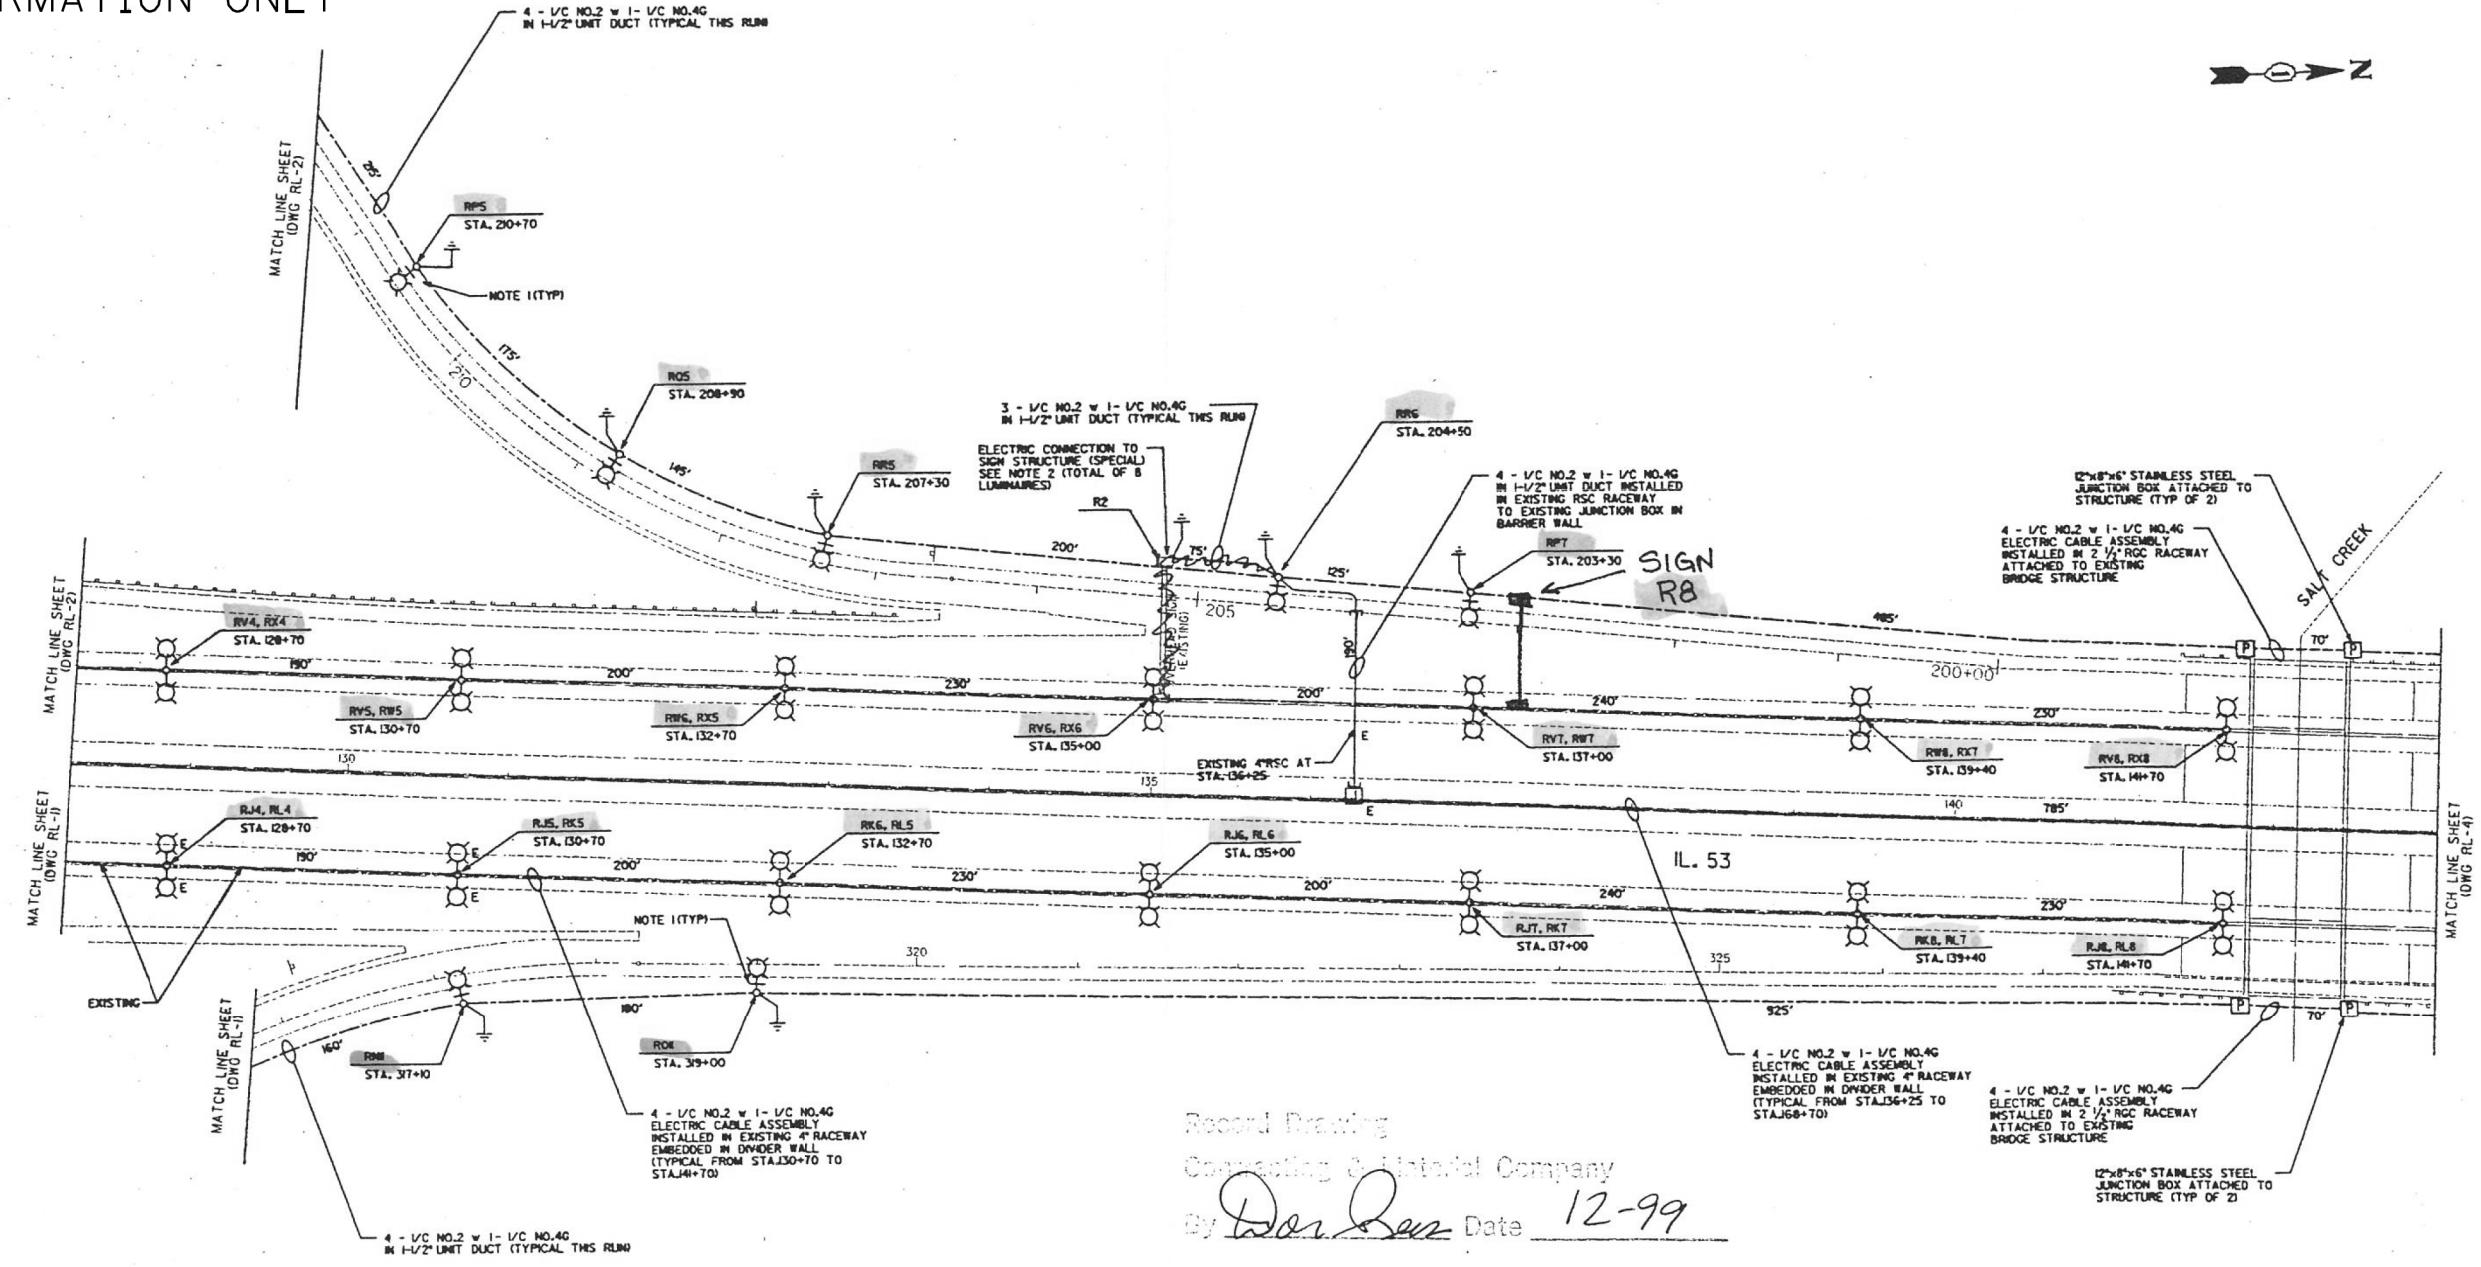 RMATION ONLY
4 - 1/C NO.2 w 1- 1/C NO.4G
IN 1-1/2" UNIT DUCT (TYPICAL THIS RUN)
N
MATCH LINE SHEET
(DWG RL-2)
RP5
STA. 210+70
NOTE 1(TYP)
175'
210
RO5
STA. 208+90
145'
RR5
STA. 207+30
3 - 1/C NO.2 w 1- 1/C NO.4G
IN 1-1/2" UNIT DUCT (TYPICAL THIS RUN)
ELECTRIC CONNECTION TO
SIGN STRUCTURE (SPECIAL)
SEE NOTE 2 (TOTAL OF 8
LUMINAIRES)
R2
RR6
STA. 204+50
4 - 1/C NO.2 w 1- 1/C NO.4G
IN 1-1/2" UNIT DUCT INSTALLED
IN EXISTING RSC RACEWAY
TO EXISTING JUNCTION BOX IN
BARRIER WALL
RP7
STA. 203+30
SIGN
R8
12"x8"x6" STAINLESS STEEL
JUNCTION BOX ATTACHED TO
STRUCTURE (TYP OF 2)
4 - 1/C NO.2 w 1- 1/C NO.4G
ELECTRIC CABLE ASSEMBLY
INSTALLED IN 2 1/2" RGC RACEWAY
ATTACHED TO EXISTING
BRIDGE STRUCTURE
SALT CREEK
200'
75'
125'
205
(EXISTING)
190'
485'
200+00
P
P
70'
MATCH LINE SHEET
(DWG RL-2)
RV4, RX4
STA. 128+70
190'
RV5, RW5
STA. 130+70
200'
RW6, RX5
STA. 132+70
230'
RV6, RX6
STA. 135+00
200'
RV7, RW7
STA. 137+00
240'
RW8, RX7
STA. 139+40
230'
RV8, RX8
STA. 141+70
EXISTING 4"RSC AT
STA. 136+25
E
J
E
130
135
140
785'
MATCH LINE SHEET
(DWG RL-1)
RJ4, RL4
STA. 128+70
E
E
190'
RJ5, RK5
STA. 130+70
E
E
200'
RK6, RL5
STA. 132+70
230'
RJ6, RL6
STA. 135+00
200'
RJ7, RK7
STA. 137+00
240'
IL. 53
RK8, RL7
STA. 139+40
230'
RJ8, RL8
STA. 141+70
MATCH LINE SHEET
(DWG RL-4)
EXISTING
NOTE 1(TYP)
320
325
MATCH LINE SHEET
(DWG RL-1)
160'
STA. 317+10
180'
STA. 319+00
925'
P
P
70'
4 - 1/C NO.2 w 1- 1/C NO.4G
ELECTRIC CABLE ASSEMBLY
INSTALLED IN EXISTING 4" RACEWAY
EMBEDDED IN DIVIDER WALL
(TYPICAL FROM STA.130+70 TO
STA.141+70)
4 - 1/C NO.2 w 1- 1/C NO.4G
ELECTRIC CABLE ASSEMBLY
INSTALLED IN EXISTING 4" RACEWAY
EMBEDDED IN DIVIDER WALL
(TYPICAL FROM STA.136+25 TO
STA.168+70)
4 - 1/C NO.2 w 1- 1/C NO.4G
ELECTRIC CABLE ASSEMBLY
INSTALLED IN 2 1/2" RGC RACEWAY
ATTACHED TO EXISTING
BRIDGE STRUCTURE
12"x8"x6" STAINLESS STEEL
JUNCTION BOX ATTACHED TO
STRUCTURE (TYP OF 2)
4 - 1/C NO.2 w 1- 1/C NO.4G
IN 1-1/2" UNIT DUCT (TYPICAL THIS RUN)
Record Drawing
Contracting & Material Company
By Date 12-99